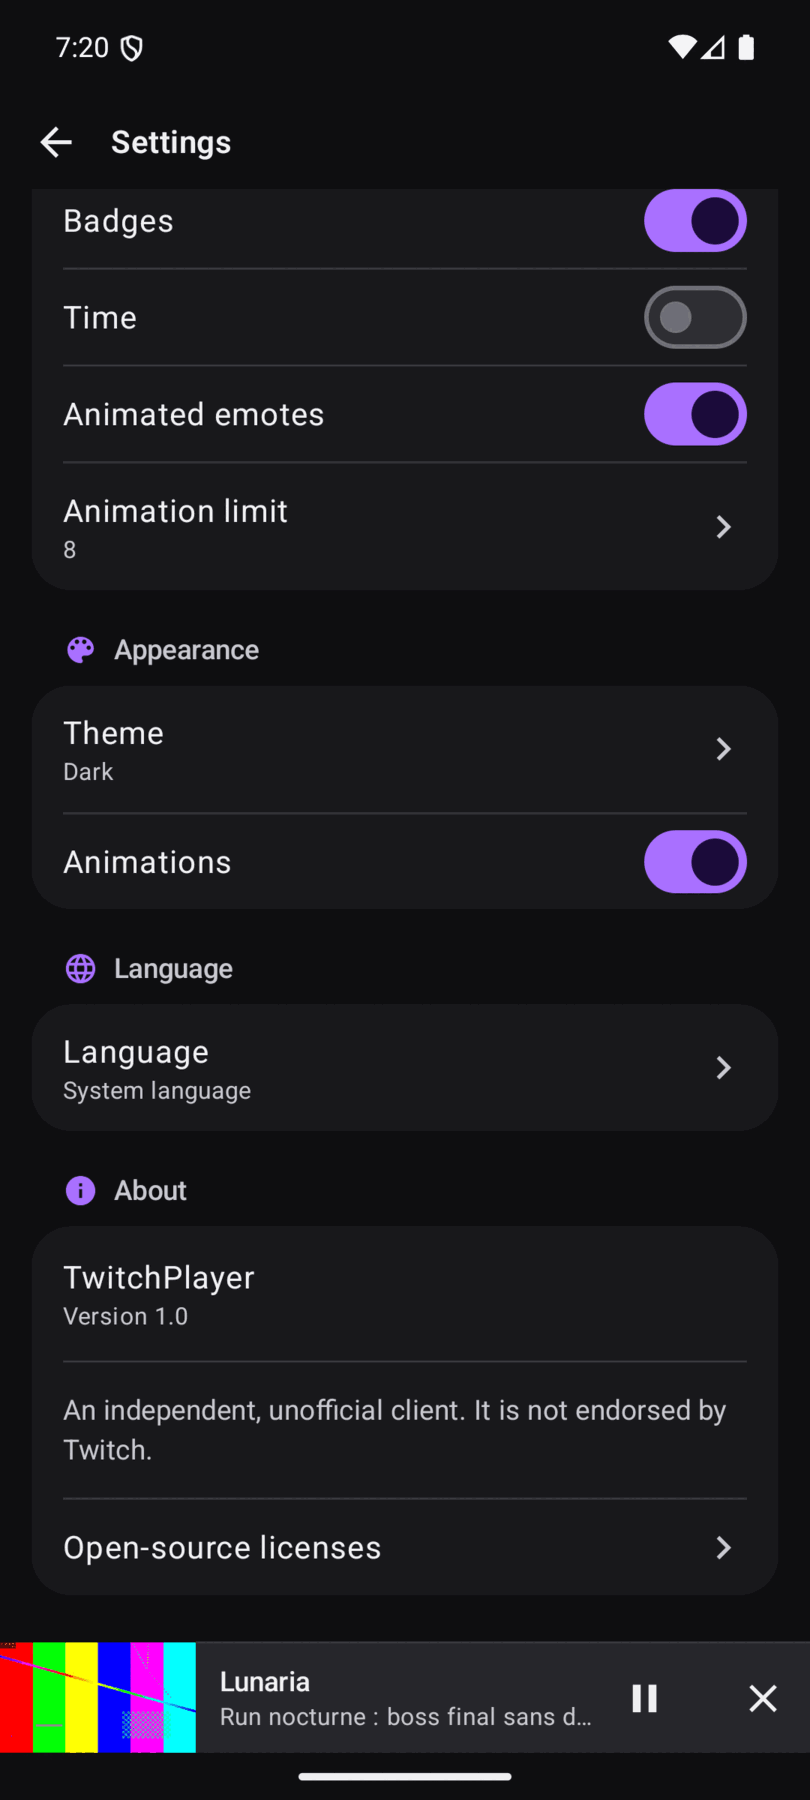 7:20
Settings
Badges
Time
Animated emotes
Animation limit
8
Appearance
Theme
Dark
Animations
Language
Language
System language
About
TwitchPlayer
Version 1.0
An independent, unofficial client. It is not endorsed by
Twitch.
Open-source licenses
Lunaria
Run nocturne : boss final sans d...